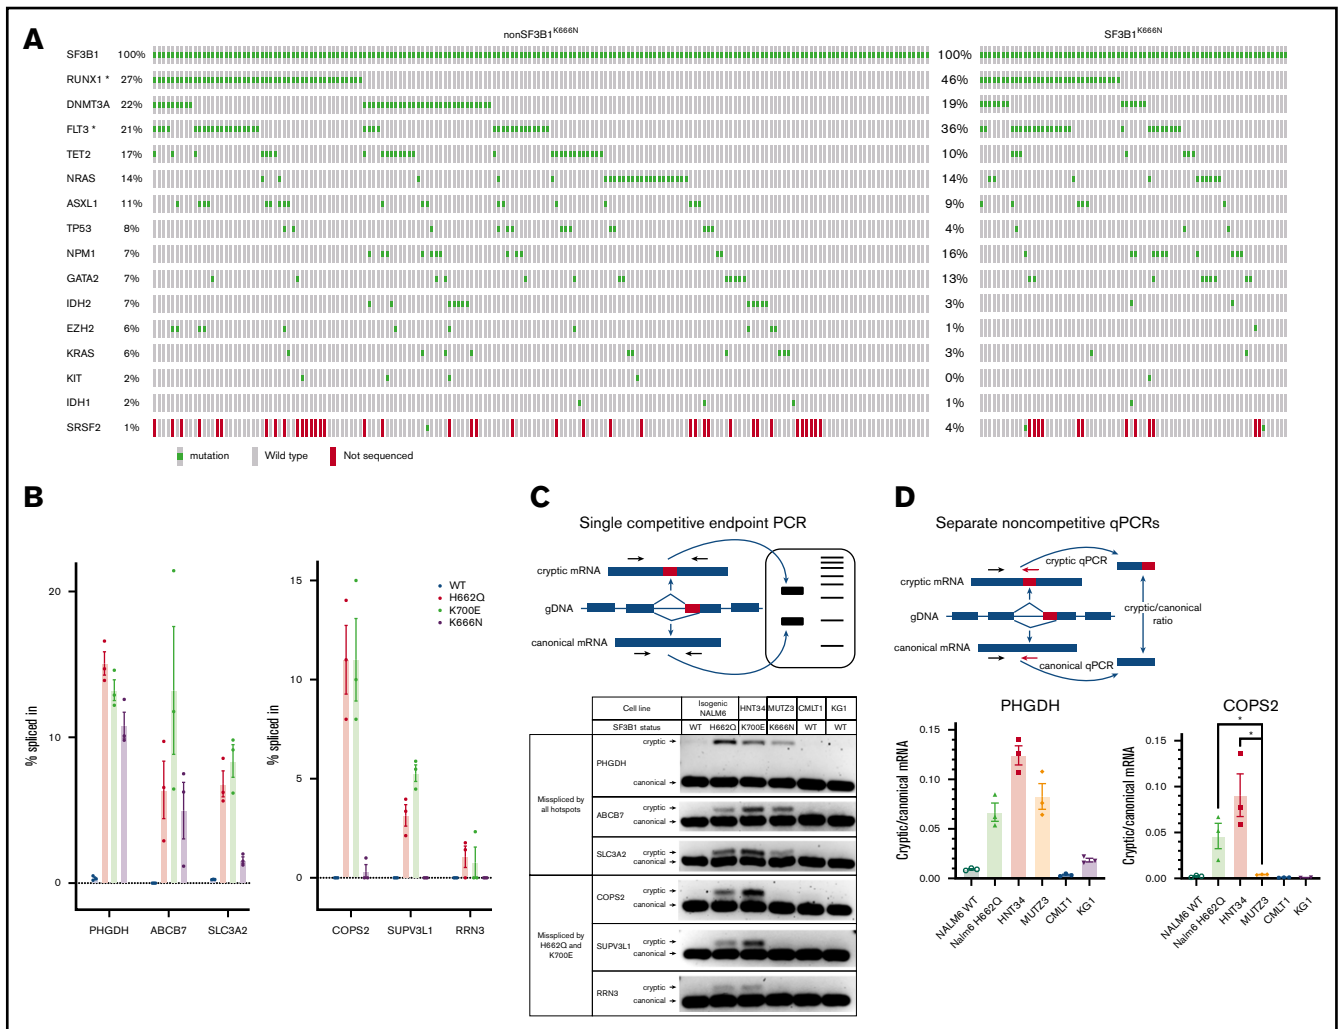 A
nonSF3B1K666N
SF3B1K666N
SF3B1 100% 100%
RUNX1 * 27% 46%
DNMT3A 22% 19%
FLT3 * 21% 36%
TET2 17% 10%
NRAS 14% 14%
ASXL1 11% 9%
TP53 8% 4%
NPM1 7% 16%
GATA2 7% 13%
IDH2 7% 3%
EZH2 6% 1%
KRAS 6% 3%
KIT 2% 0%
IDH1 2% 1%
SRSF2 1% 4%
mutation Wild type Not sequenced
B
% spliced in
20
10
0
PHGDH ABCB7 SLC3A2
% spliced in
15
10
5
0
COPS2 SUPV3L1 RRN3
WT
H662Q
K700E
K666N
C
Single competitive endpoint PCR
cryptic mRNA
gDNA
canonical mRNA
Cell line Isogenic NALM6 HNT34 MUTZ3 CMLT1 KG1
SF3B1 status WT H662Q K700E K666N WT WT
Misspliced by
all hotspots
PHGDH
cryptic
canonical
ABCB7
cryptic
canonical
SLC3A2
cryptic
canonical
Misspliced by
H662Q and
K700E
COPS2
cryptic
canonical
SUPV3L1
cryptic
canonical
RRN3
cryptic
canonical
D
Separate noncompetitive qPCRs
cryptic qPCR
cryptic mRNA
gDNA
cryptic/canonical
ratio
canonical mRNA
canonical qPCR
PHGDH
Cryptic/canonical mRNA
0.15
0.10
0.05
0.00
NALM6 WT
Nalm6 H662Q
HNT34
MUTZ3
CMLT1
KG1
COPS2
Cryptic/canonical mRNA
0.15
0.10
0.05
0.00
*
*
NALM6 WT
Nalm6 H662Q
HNT34
MUTZ3
CMLT1
KG1